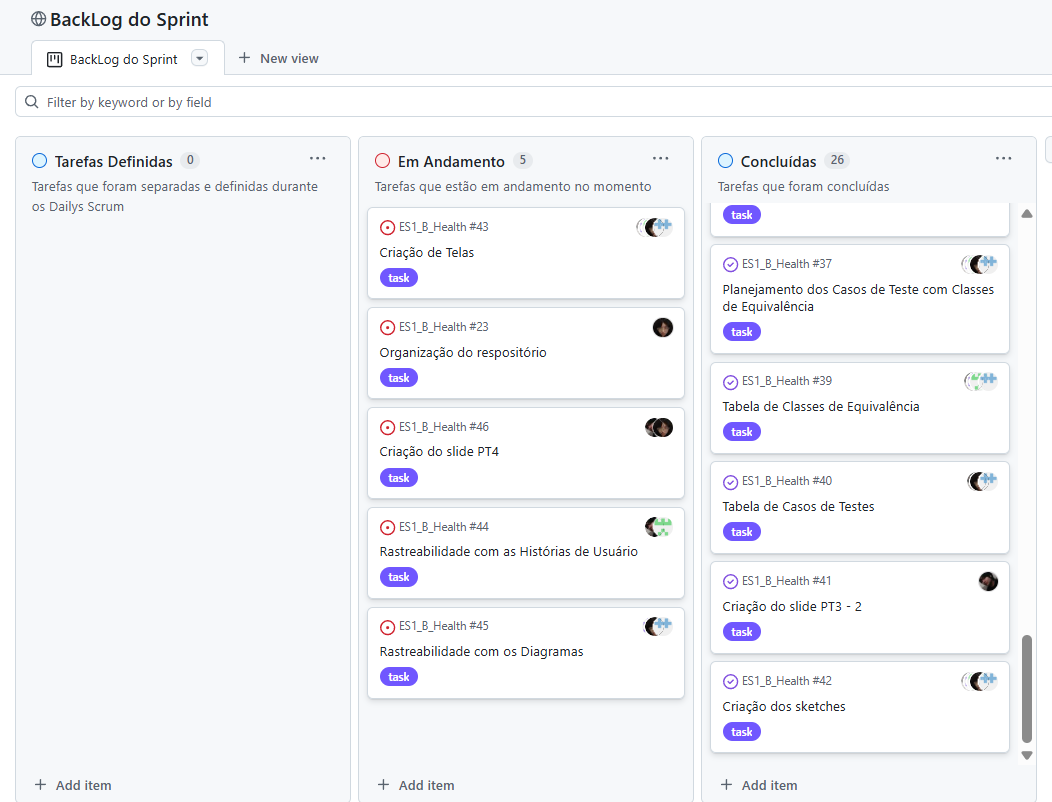 BackLog do Sprint
BackLog do Sprint
New view
Filter by keyword or by field
Tarefas Definidas 0
Tarefas que foram separadas e definidas durante
os Dailys Scrum
Add item
Em Andamento 5
Tarefas que estão em andamento no momento
ES1_B_Health #43
Criação de Telas
task
ES1_B_Health #23
Organização do respositório
task
ES1_B_Health #46
Criação do slide PT4
task
ES1_B_Health #44
Rastreabilidade com as Histórias de Usuário
task
ES1_B_Health #45
Rastreabilidade com os Diagramas
task
Add item
Concluídas 26
Tarefas que foram concluídas
task
ES1_B_Health #37
Planejamento dos Casos de Teste com Classes
de Equivalência
task
ES1_B_Health #39
Tabela de Classes de Equivalência
task
ES1_B_Health #40
Tabela de Casos de Testes
task
ES1_B_Health #41
Criação do slide PT3 - 2
task
ES1_B_Health #42
Criação dos sketches
task
Add item